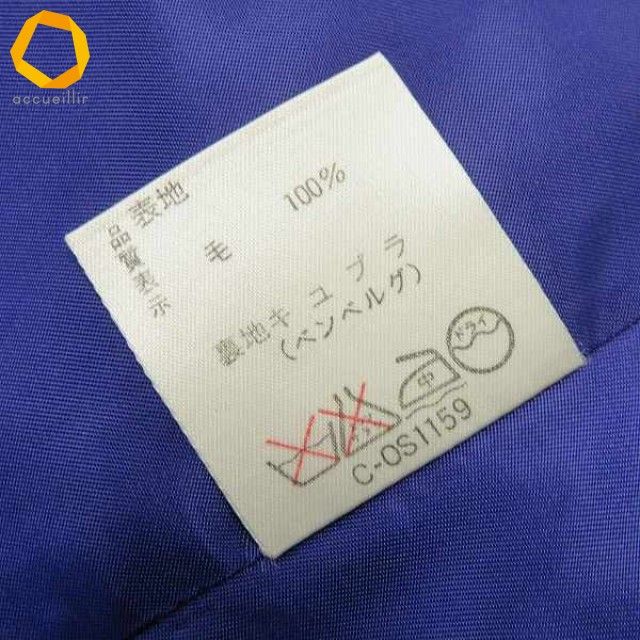 accueillir
品質表示
表地
毛 100%
裏地キュプラ
(ベンベルグ)
中
ドライ
C-OS1159